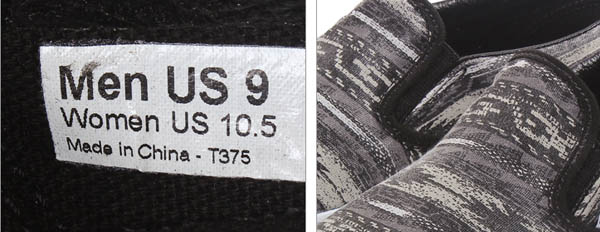 Men US 9
Women US 10.5
Made in China - T375